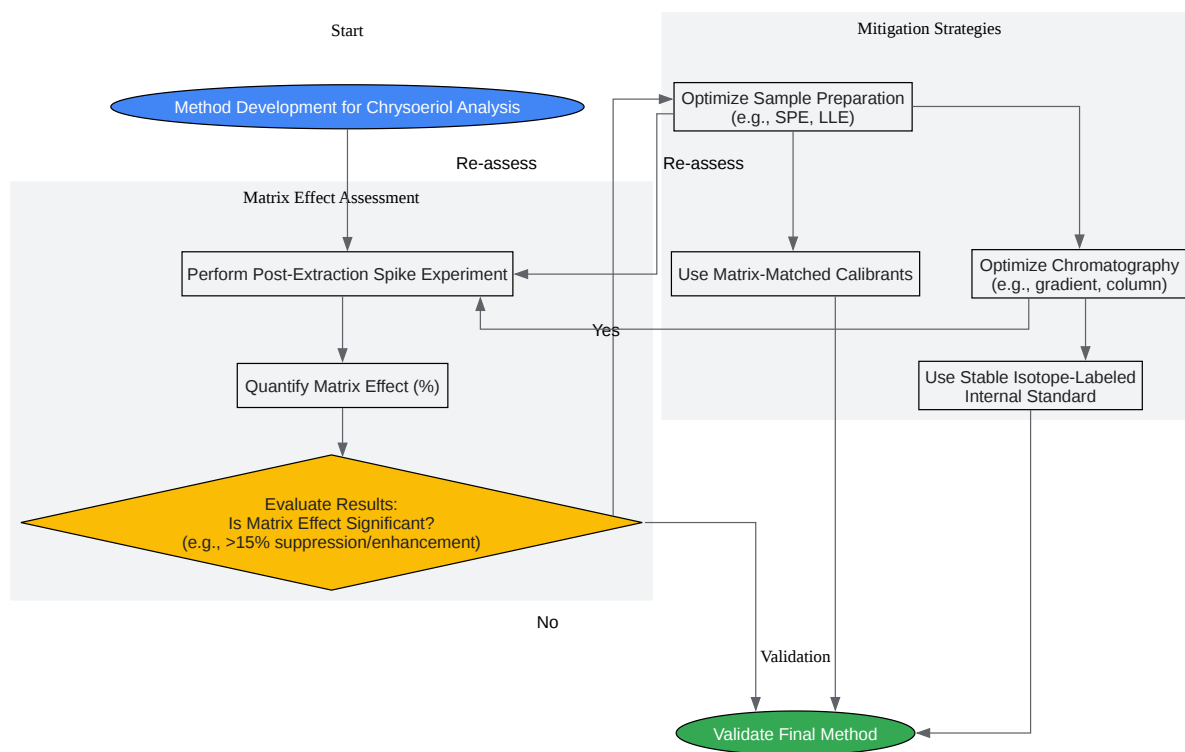 Start
Mitigation Strategies
Method Development for Chrysoeriol Analysis
Optimize Sample Preparation
(e.g., SPE, LLE)
Re-assess
Re-assess
Matrix Effect Assessment
Perform Post-Extraction Spike Experiment
Use Matrix-Matched Calibrants
Optimize Chromatography
(e.g., gradient, column)
Yes
Quantify Matrix Effect (%)
Use Stable Isotope-Labeled
Internal Standard
Evaluate Results:
Is Matrix Effect Significant?
(e.g., >15% suppression/enhancement)
No
Validation
Validate Final Method